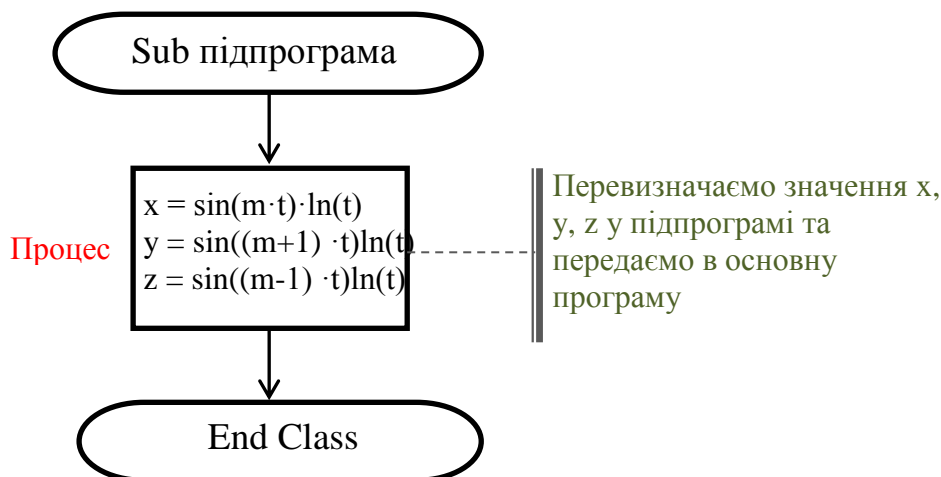 Sub підпрограма
Процес
x = sin(m·t)·ln(t)
y = sin((m+1) ·t)ln(t)
z = sin((m-1) ·t)ln(t)
Перевизначаємо значення x,
y, z у підпрограмі та
передаємо в основну
програму
End Class